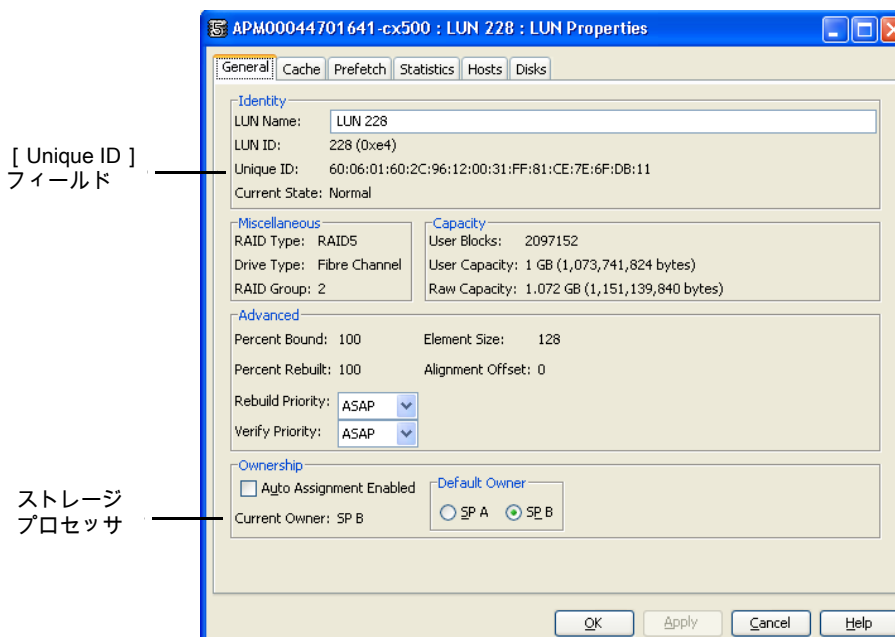 APM00044701641-cx500 : LUN 228 : LUN Properties
General Cache Prefetch Statistics Hosts Disks
Identity
LUN Name: LUN 228
LUN ID: 228 (0xe4)
[ Unique ID ]
フィールド
Unique ID: 60:06:01:60:2C:96:12:00:31:FF:81:CE:7E:6F:DB:11
Current State: Normal
Miscellaneous
RAID Type: RAID5
Drive Type: Fibre Channel
RAID Group: 2
Capacity
User Blocks: 2097152
User Capacity: 1 GB (1,073,741,824 bytes)
Raw Capacity: 1.072 GB (1,151,139,840 bytes)
Advanced
Percent Bound: 100 Element Size: 128
Percent Rebuilt: 100 Alignment Offset: 0
Rebuild Priority: ASAP
Verify Priority: ASAP
Ownership
Auto Assignment Enabled
Default Owner
SP A SP B
ストレージ
プロセッサ
Current Owner: SP B
OK Apply Cancel Help